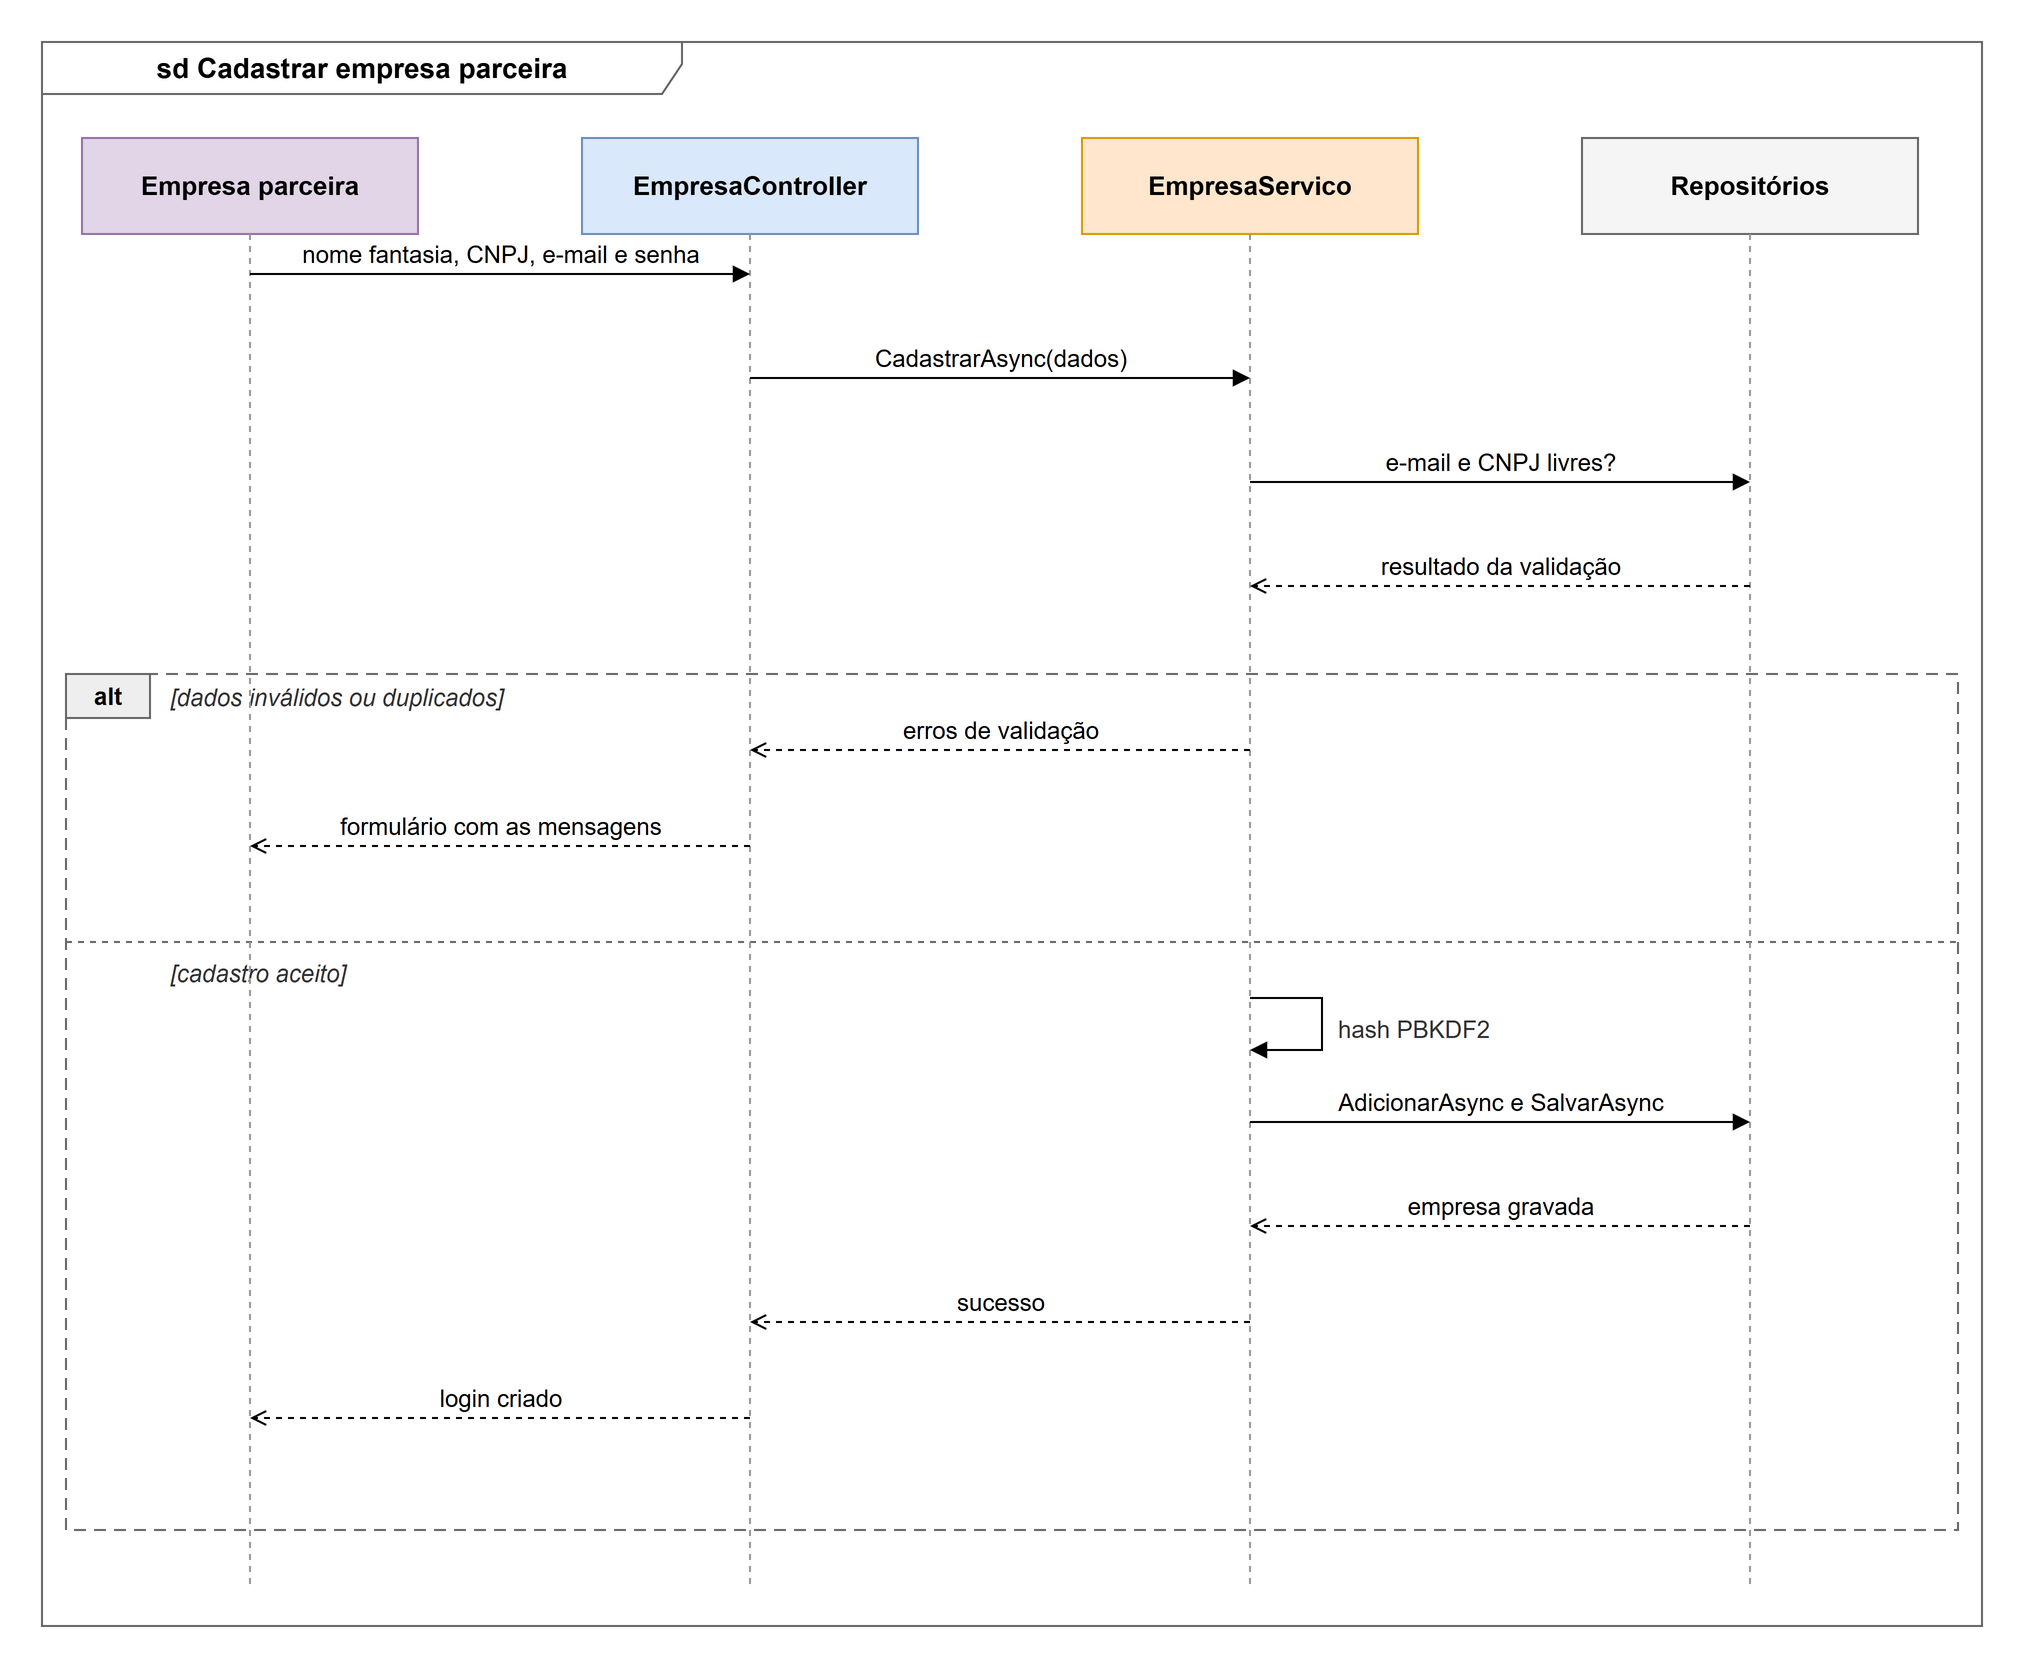 sd Cadastrar empresa parceira
Empresa parceira
EmpresaController
EmpresaServico
Repositórios
nome fantasia, CNPJ, e-mail e senha
CadastrarAsync(dados)
e-mail e CNPJ livres?
resultado da validação
alt
[dados inválidos ou duplicados]
erros de validação
formulário com as mensagens
[cadastro aceito]
hash PBKDF2
AdicionarAsync e SalvarAsync
empresa gravada
sucesso
login criado